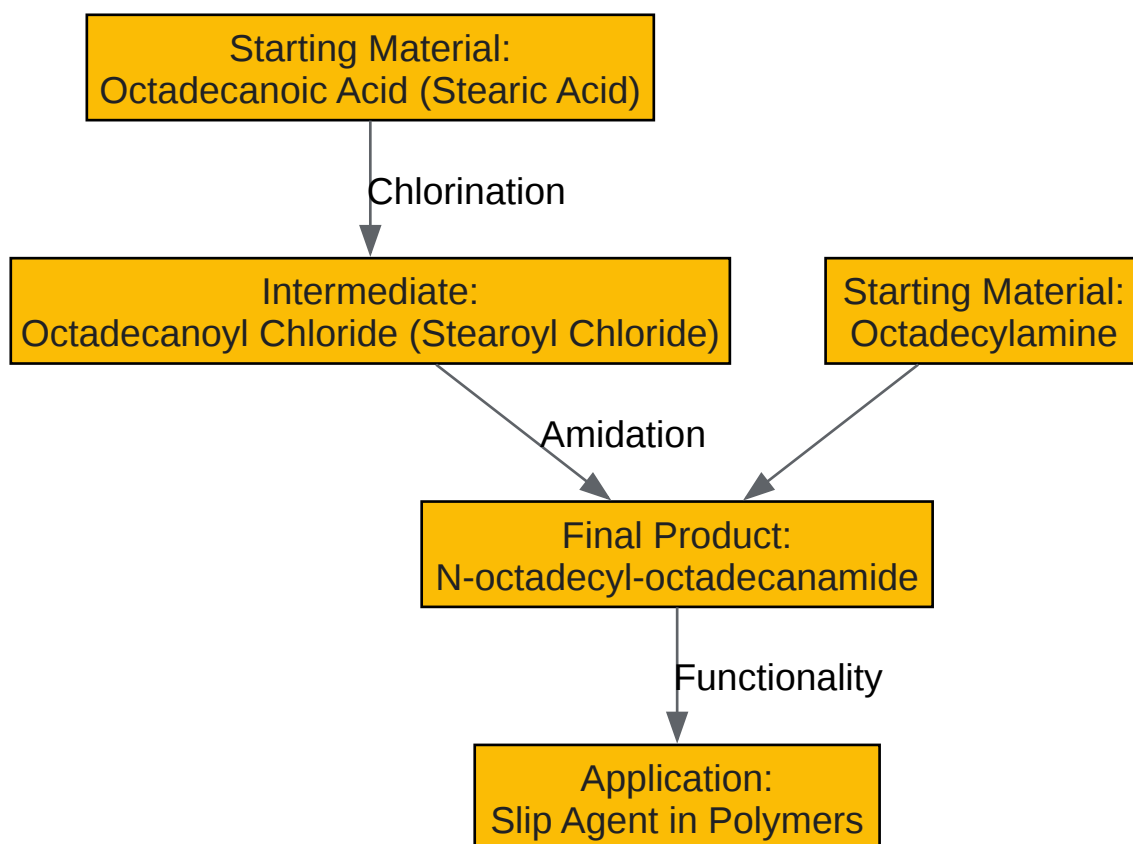 Starting Material:
Octadecanoic Acid (Stearic Acid)
Chlorination
Intermediate:
Octadecanoyl Chloride (Stearoyl Chloride)
Starting Material:
Octadecylamine
Amidation
Final Product:
N-octadecyl-octadecanamide
Functionality
Application:
Slip Agent in Polymers